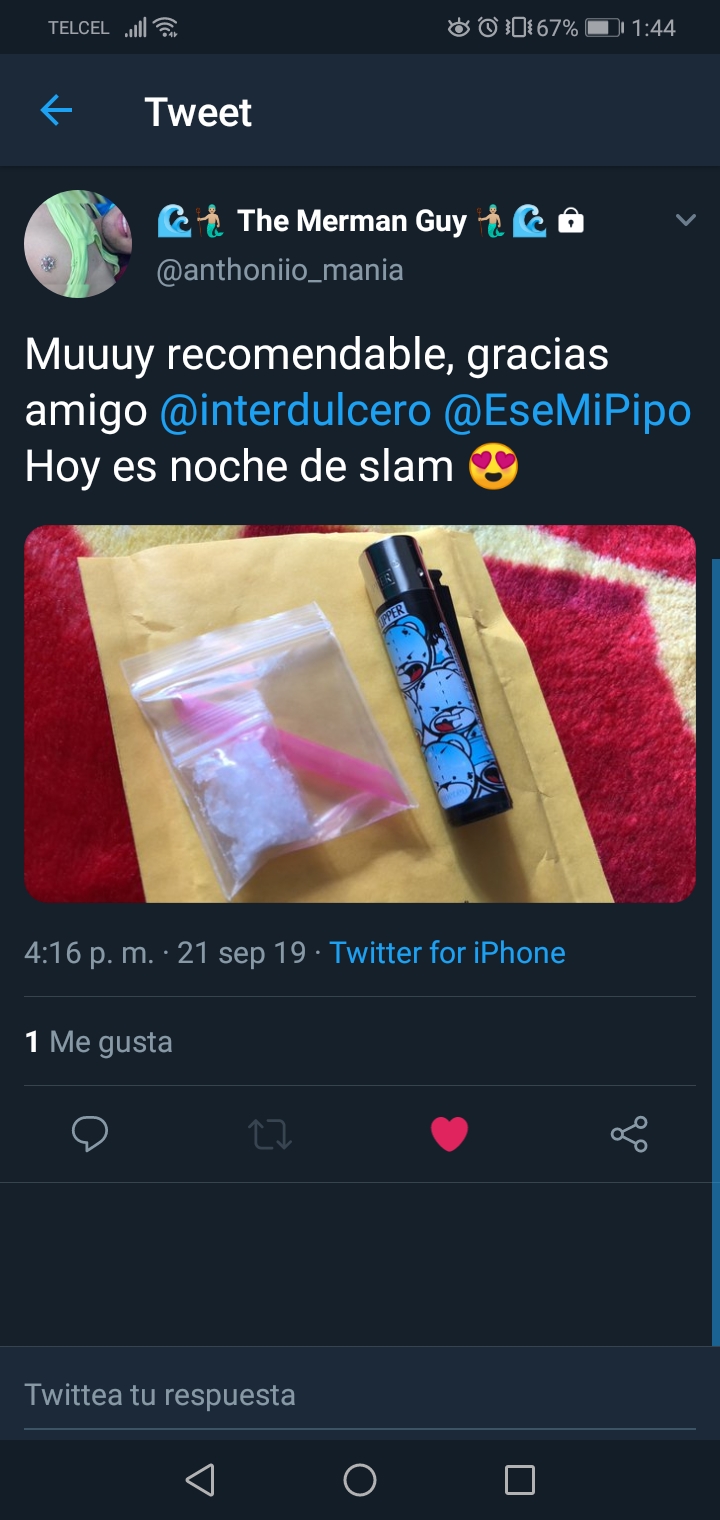 TELCEL 67% 1:44
Tweet
🌊🧜🏼‍♂️ The Merman Guy 🧜🏼‍♂️🌊🔒
@anthoniio_mania
Muuuy recomendable, gracias
amigo @interdulcero @EseMiPipo
Hoy es noche de slam 😍
4:16 p. m. · 21 sep 19 · Twitter for iPhone
1 Me gusta
Twittea tu respuesta